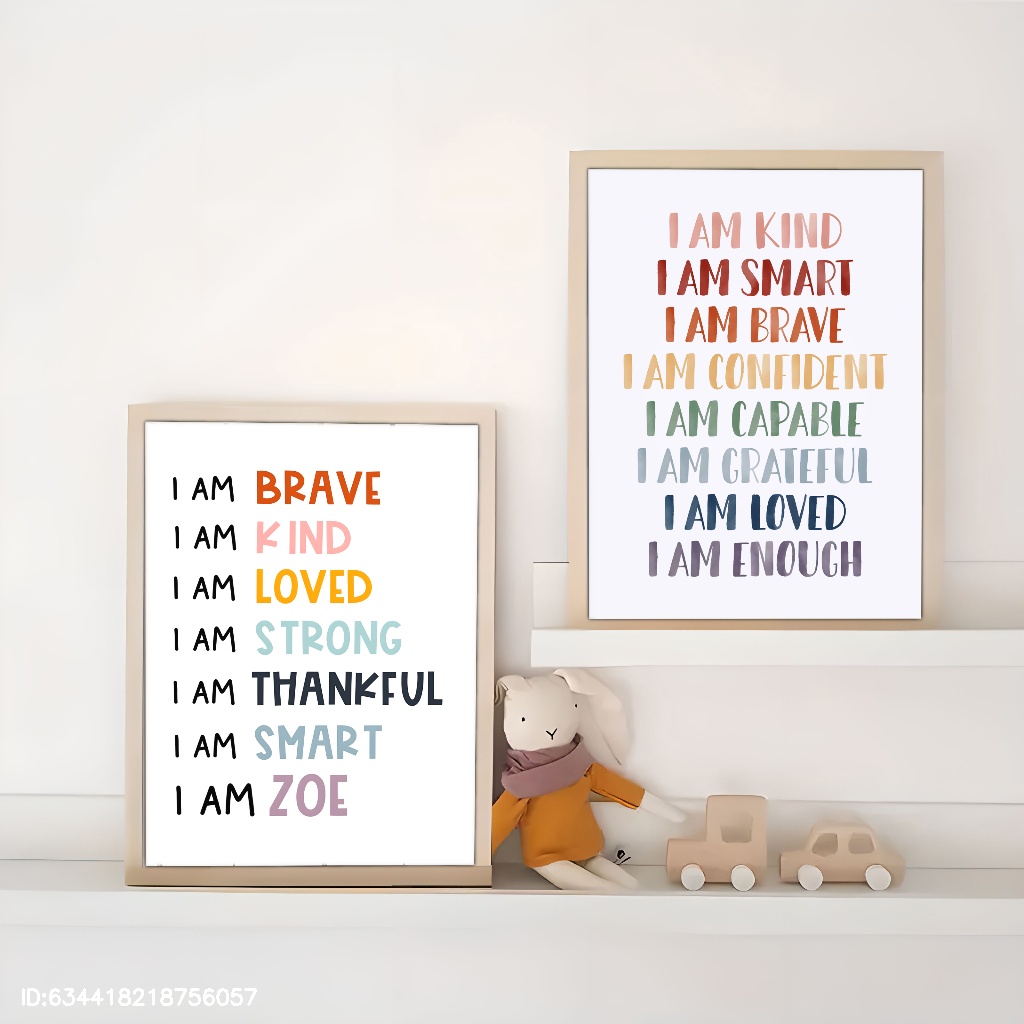 I AM BRAVE
I AM KIND
I AM LOVED
I AM STRONG
I AM THANKFUL
I AM SMART
I AM ZOE
I AM KIND
I AM SMART
I AM BRAVE
I AM CONFIDENT
I AM CAPABLE
I AM GRATEFUL
I AM LOVED
I AM ENOUGH
ID:634418218756057